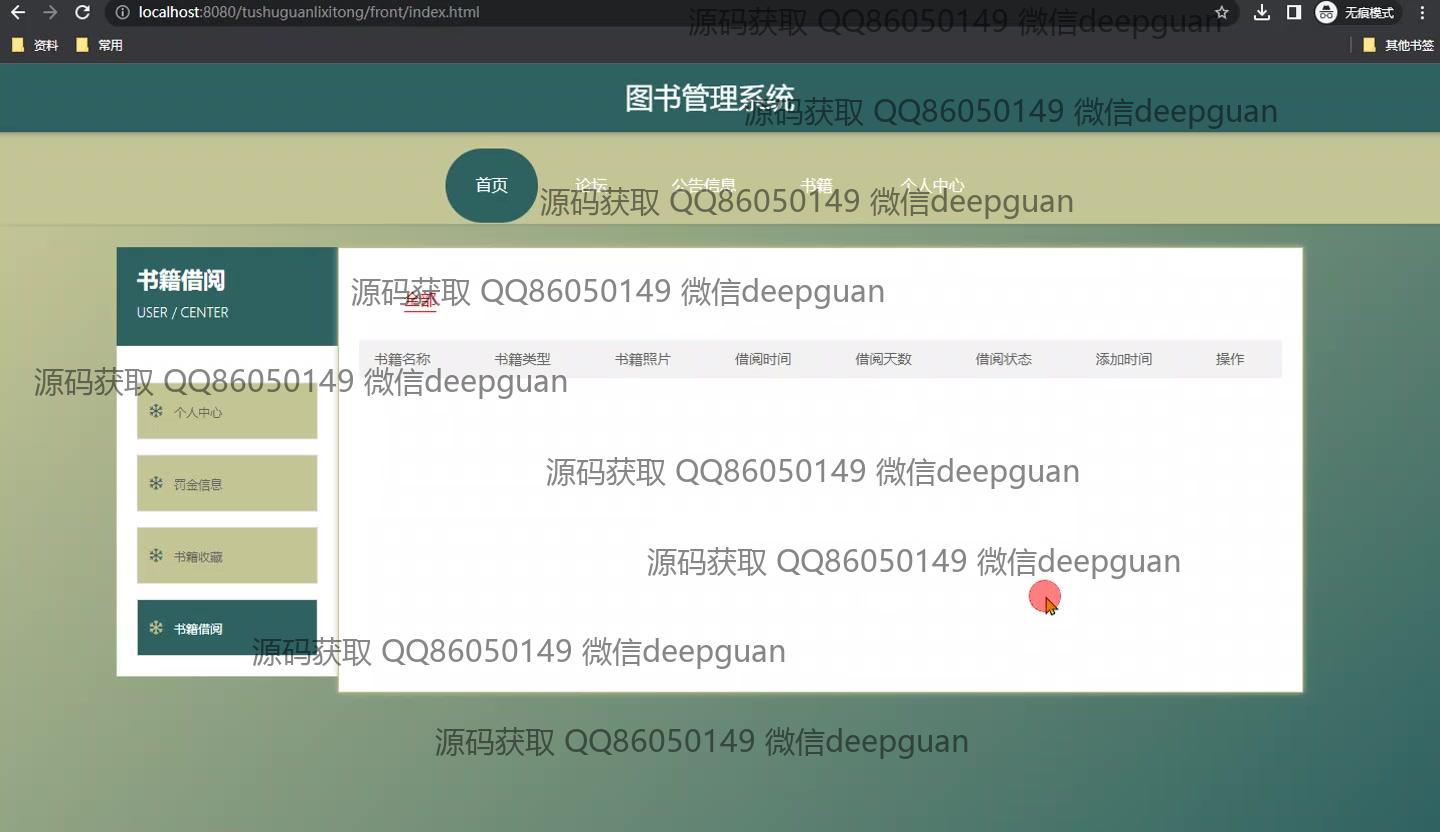 localhost:8080/tushuguanlixitong/front/index.html
无痕模式
源码获取 QQ86050149 微信deepguan
资料 常用 其他书签
图书管理系统
源码获取 QQ86050149 微信deepguan
首页 论坛 公告信息 书籍 个人中心
源码获取 QQ86050149 微信deepguan
书籍借阅
USER / CENTER
源码获取 QQ86050149 微信deepguan
全部
书籍名称 书籍类型 书籍照片 借阅时间 借阅天数 借阅状态 添加时间 操作
源码获取 QQ86050149 微信deepguan
个人中心
源码获取 QQ86050149 微信deepguan
罚金信息
书籍收藏
源码获取 QQ86050149 微信deepguan
书籍借阅
源码获取 QQ86050149 微信deepguan
源码获取 QQ86050149 微信deepguan